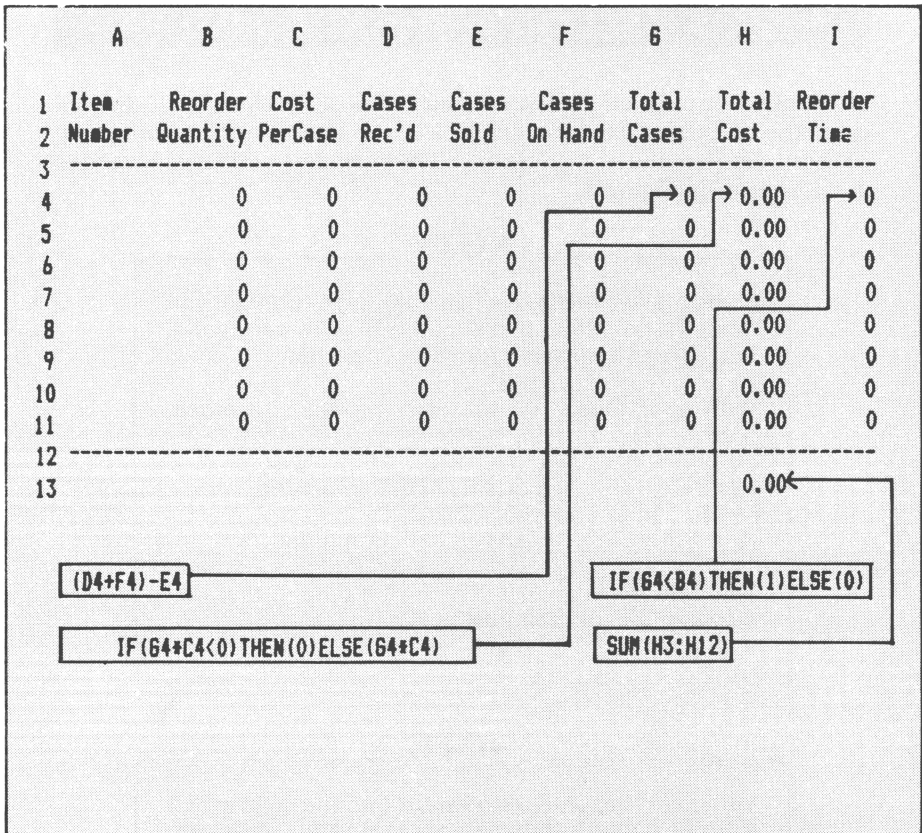 A B C D E F G H I
1 Item Reorder Cost Cases Cases Cases Total Total Reorder
2 Number Quantity PerCase Rec'd Sold On Hand Cases Cost Time
3 --------------------------------------------------------------------------------
4 0 0 0 0 0 0 0.00 0
5 0 0 0 0 0 0 0.00 0
6 0 0 0 0 0 0 0.00 0
7 0 0 0 0 0 0 0.00 0
8 0 0 0 0 0 0 0.00 0
9 0 0 0 0 0 0 0.00 0
10 0 0 0 0 0 0 0.00 0
11 0 0 0 0 0 0 0.00 0
12 --------------------------------------------------------------------------------
13 0.00
(D4+F4)-E4 IF(G4<B4)THEN(1)ELSE(0)
IF(G4*C4<0)THEN(0)ELSE(G4*C4) SUM(H3:H12)